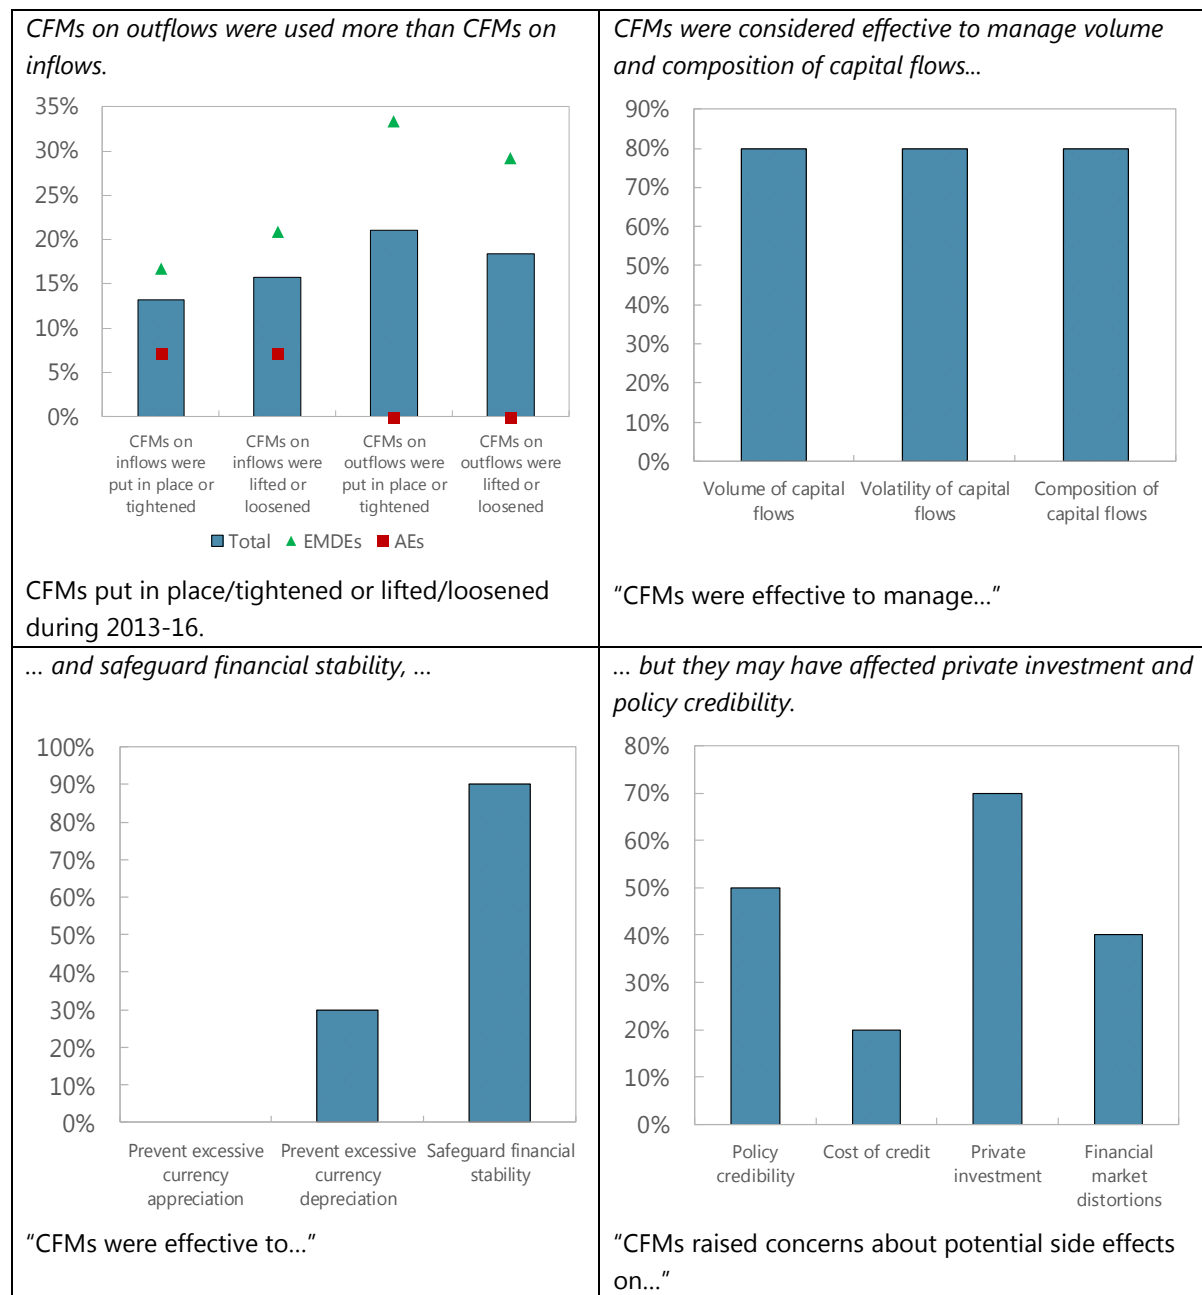 CFMs on outflows were used more than CFMs on
inflows.
35%
30%
25%
20%
15%
10%
5%
0%
CFMs on
inflows were
put in place or
tightened
CFMs on
inflows were
lifted or
loosened
CFMs on
outflows were
put in place or
tightened
CFMs on
outflows were
lifted or
loosened
Total EMDEs AEs
CFMs put in place/tightened or lifted/loosened
during 2013-16.
CFMs were considered effective to manage volume
and composition of capital flows...
90%
80%
70%
60%
50%
40%
30%
20%
10%
0%
Volume of capital
flows
Volatility of capital
flows
Composition of
capital flows
“CFMs were effective to manage...”
... and safeguard financial stability, ...
100%
90%
80%
70%
60%
50%
40%
30%
20%
10%
0%
Prevent excessive
currency
appreciation
Prevent excessive
currency
depreciation
Safeguard financial
stability
“CFMs were effective to...”
... but they may have affected private investment and
policy credibility.
80%
70%
60%
50%
40%
30%
20%
10%
0%
Policy
credibility
Cost of credit
Private
investment
Financial
market
distortions
“CFMs raised concerns about potential side effects
on...”